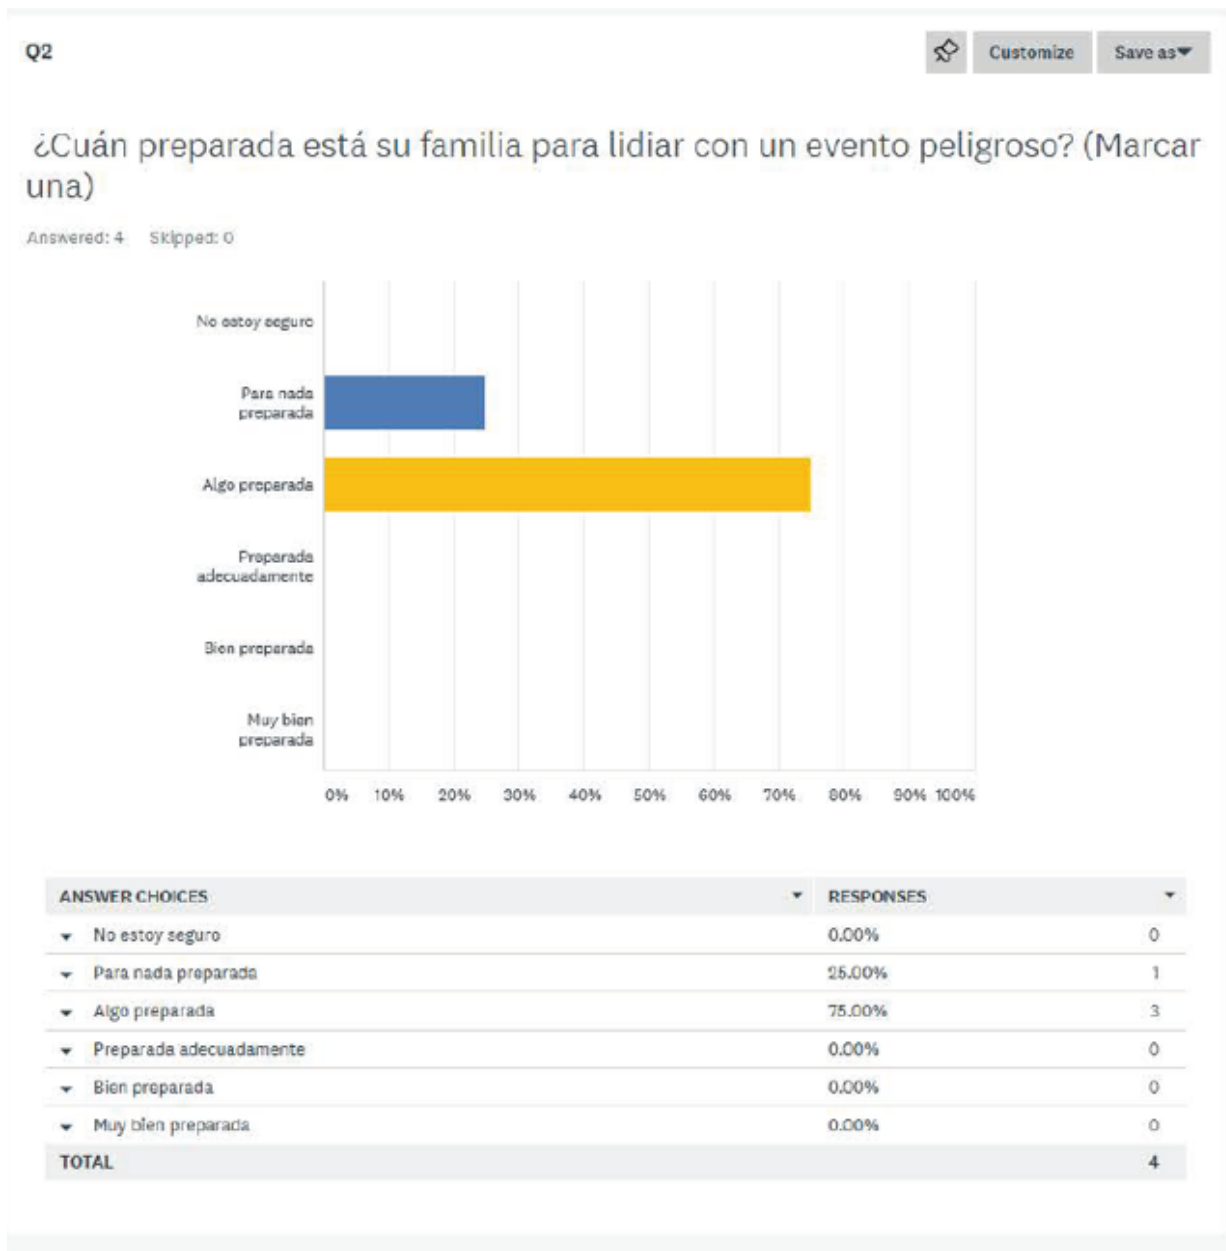 Q2
Customize
Save as
¿Cuán preparada está su familia para lidiar con un evento peligroso? (Marcar
una)
Answered: 4 Skipped: 0
No estoy seguro
Para nada
preparada
Algo preparada
Preparada
adecuadamente
Bien preparada
Muy bien
preparada
0% 10% 20% 30% 40% 50% 60% 70% 80% 90% 100%
ANSWER CHOICES RESPONSES
No estoy seguro 0.00% 0
Para nada preparada 25.00% 1
Algo preparada 75.00% 3
Preparada adecuadamente 0.00% 0
Bien preparada 0.00% 0
Muy bien preparada 0.00% 0
TOTAL 4